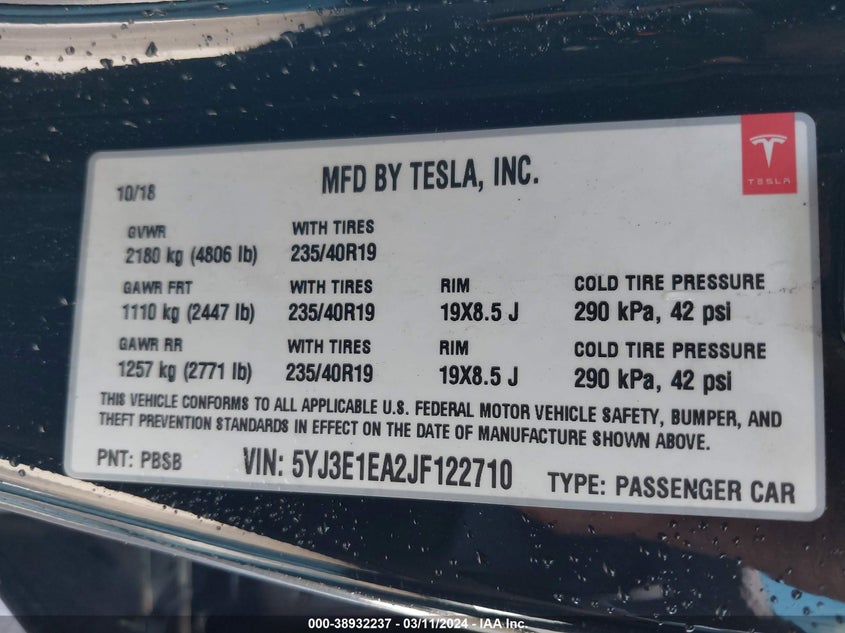 10/18
MFD BY TESLA, INC.
TESLA
GVWR WITH TIRES
2180 kg (4806 lb) 235/40R19
GAWR FRT WITH TIRES RIM COLD TIRE PRESSURE
1110 kg (2447 lb) 235/40R19 19X8.5 J 290 kPa, 42 psi
GAWR RR WITH TIRES RIM COLD TIRE PRESSURE
1257 kg (2771 lb) 235/40R19 19X8.5 J 290 kPa, 42 psi
THIS VEHICLE CONFORMS TO ALL APPLICABLE U.S. FEDERAL MOTOR VEHICLE SAFETY, BUMPER, AND
THEFT PREVENTION STANDARDS IN EFFECT ON THE DATE OF MANUFACTURE SHOWN ABOVE.
PNT: PBSB VIN: 5YJ3E1EA2JF122710 TYPE: PASSENGER CAR
000-38932237 - 03/11/2024 - IAA, Inc.